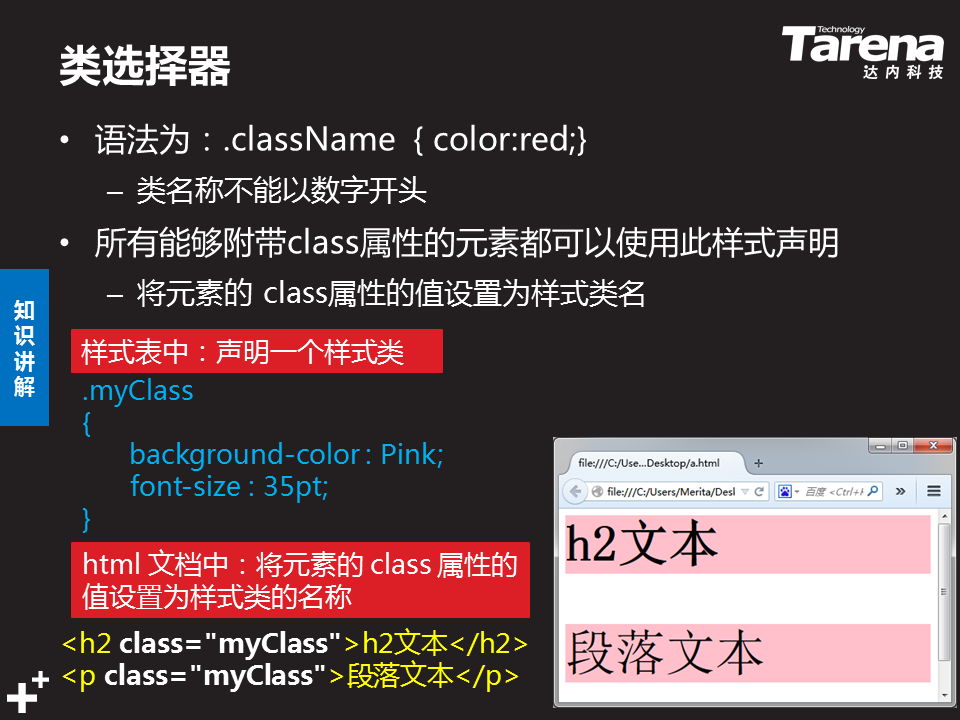 类选择器
Technology
Tarena
达内科技
• 语法为：.className { color:red;}
– 类名称不能以数字开头
• 所有能够附带class属性的元素都可以使用此样式声明
– 将元素的 class属性的值设置为样式类名
知识讲解
样式表中：声明一个样式类
.myClass
{
background-color : Pink;
font-size : 35pt;
}
html 文档中：将元素的 class 属性的
值设置为样式类的名称
<h2 class="myClass">h2文本</h2>
<p class="myClass">段落文本</p>
file:///C:/Use...Desktop/a.html
file:///C:/Users/Merita/Desl
百度 <Ctrl+K
h2文本
段落文本